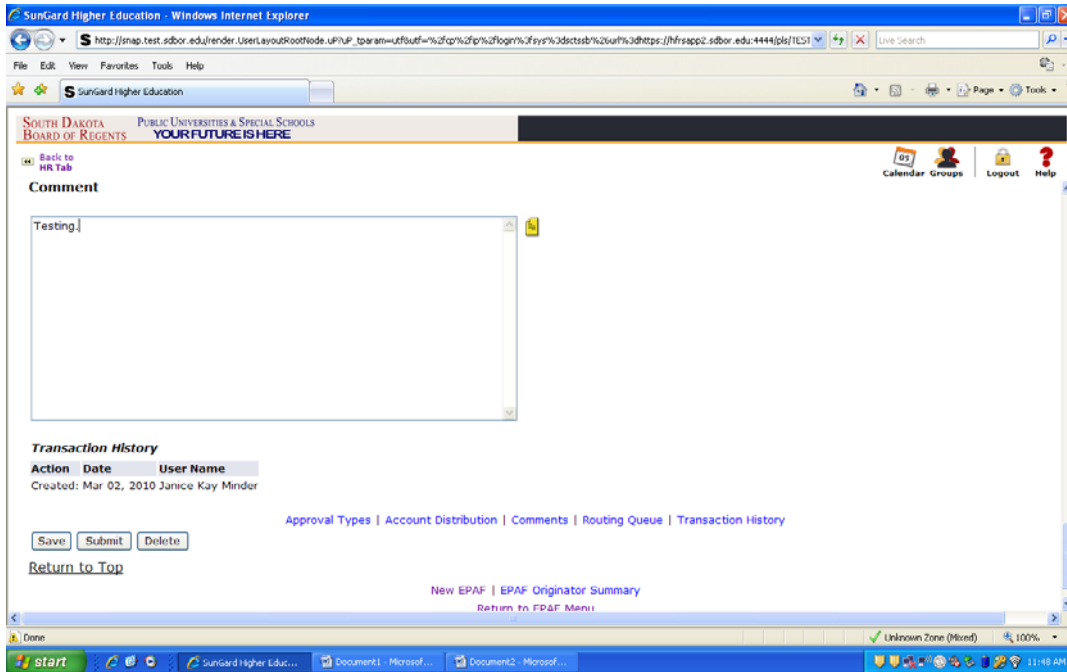 SunGard Higher Education - Windows Internet Explorer
http://snap.test.sdbor.edu/render.UserLayoutRootNode.uP?uP_tparam=utf&utf=%2fcp%2fip%2flogin%3fsys%3dsctssb%26url%3dhttps://hfrsapp2.sdbor.edu:4444/pls/TEST
Live Search
File Edit View Favorites Tools Help
SunGard Higher Education
Page Tools
SOUTH DAKOTA BOARD OF REGENTS
PUBLIC UNIVERSITIES & SPECIAL SCHOOLS
YOUR FUTURE IS HERE
Back to HR Tab
05
Calendar Groups Logout Help
Comment
Testing.
Transaction History
Action Date User Name
Created: Mar 02, 2010 Janice Kay Minder
Approval Types | Account Distribution | Comments | Routing Queue | Transaction History
Save Submit Delete
Return to Top
New EPAF | EPAF Originator Summary
Return to EPAF Menu
Done
Unknown Zone (Mixed)
100%
start
SunGard Higher Educ...
Document1 - Microsof...
Document2 - Microsof...
11:48 AM